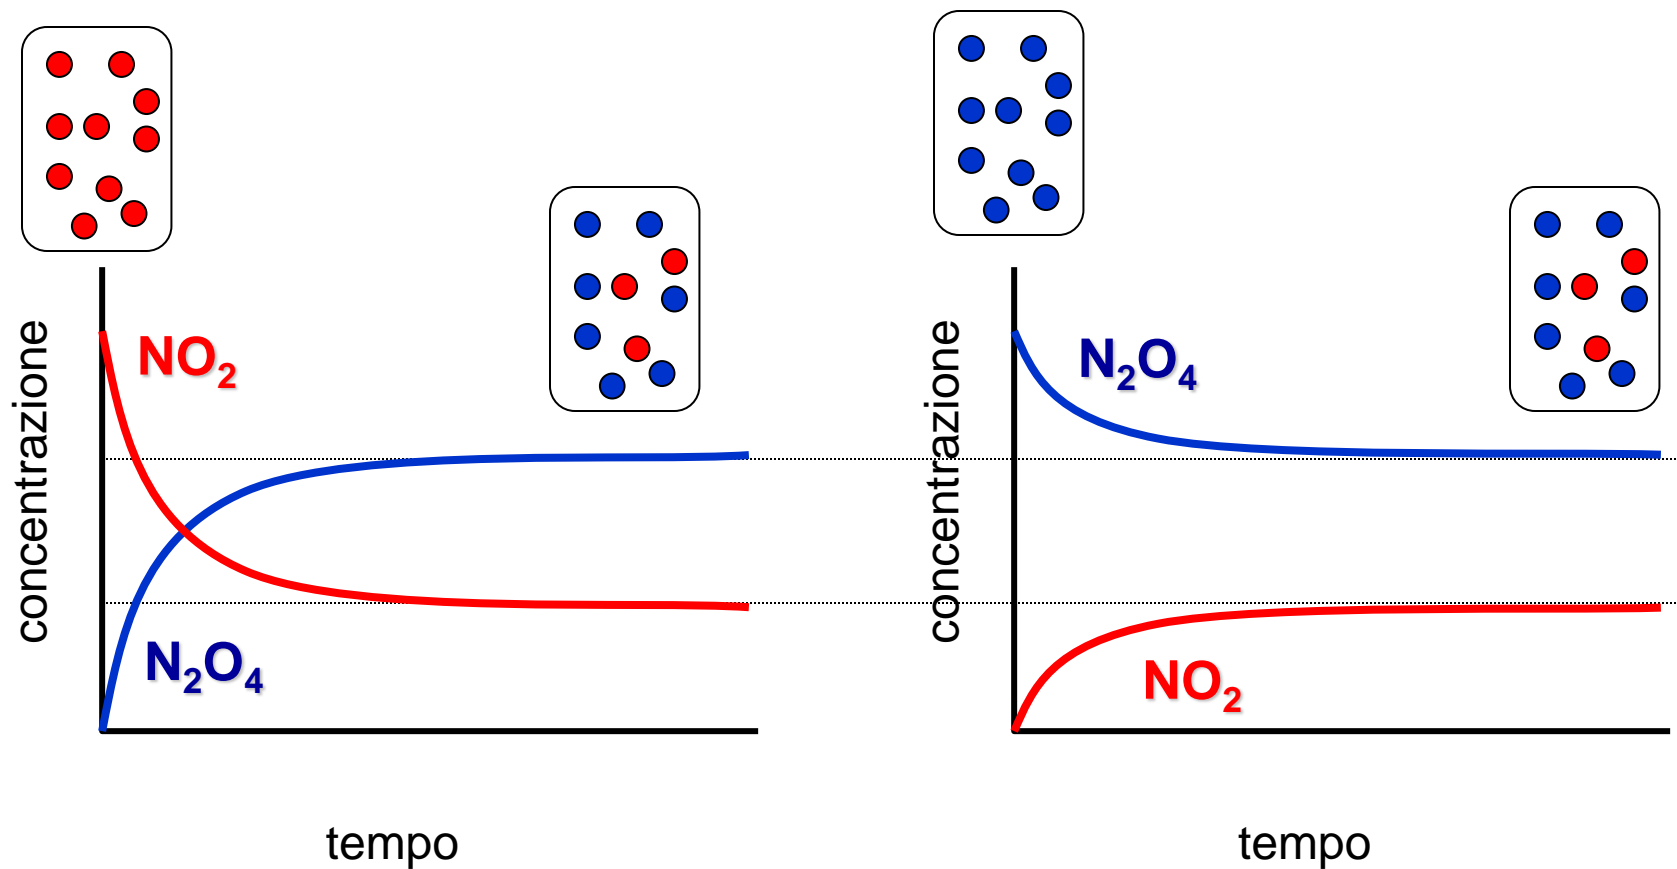 concentrazione
NO₂
N₂O₄
tempo
concentrazione
N₂O₄
NO₂
tempo